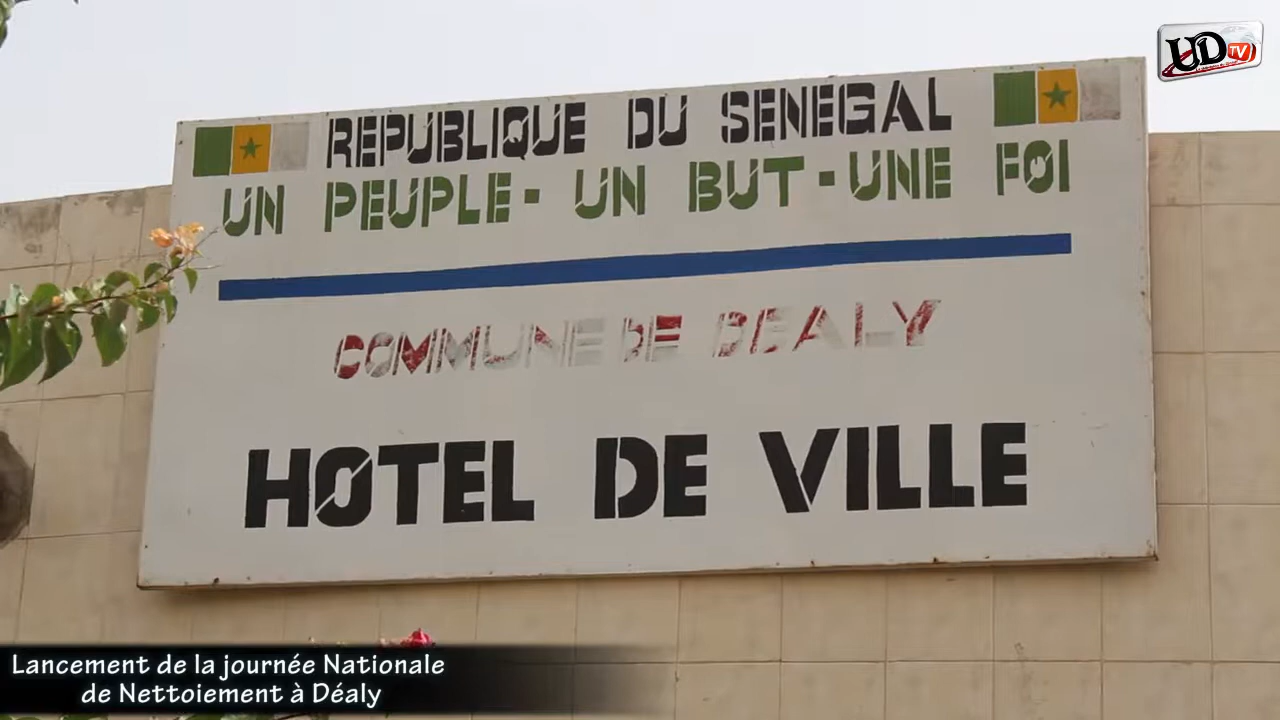 UD TV
REPUBLIQUE DU SENEGAL
UN PEUPLE - UN BUT - UNE FOI
COMMUNE DE DEALY
HOTEL DE VILLE
Lancement de la journée Nationale
de Nettoiement à Déaly